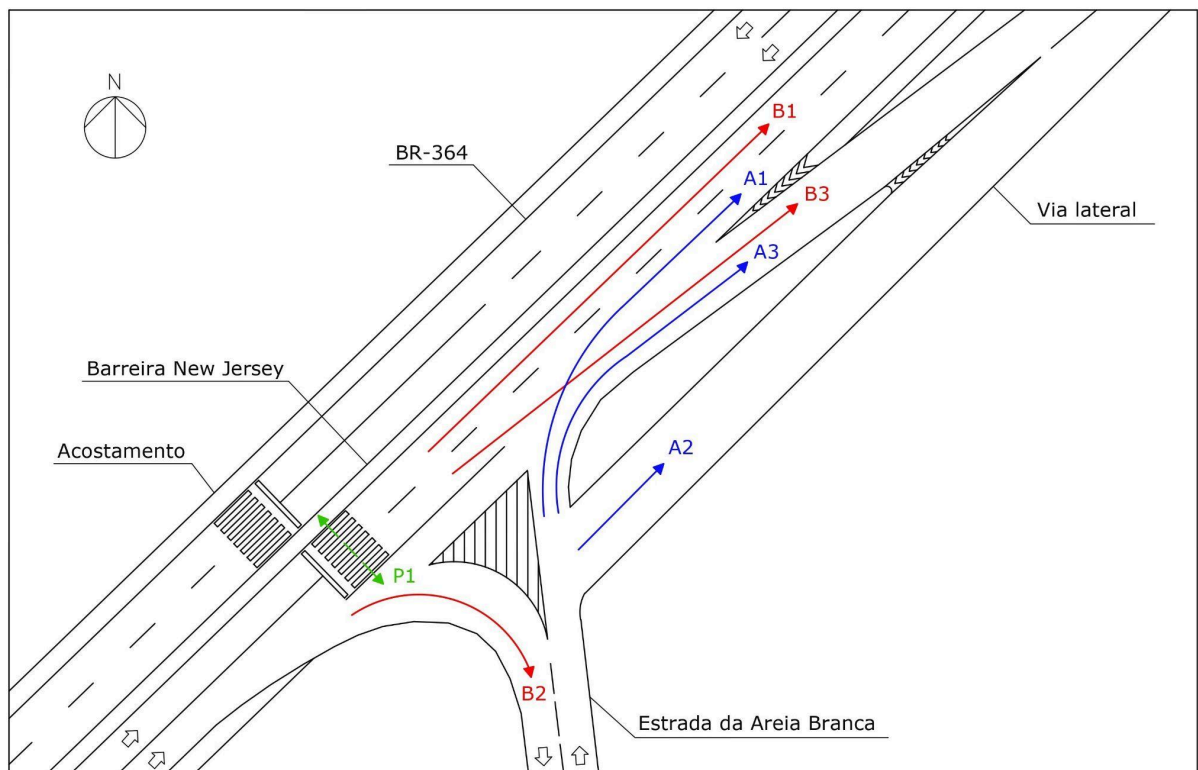 N
B1
BR-364
A1
B3
Via lateral
A3
Barreira New Jersey
Acostamento
A2
P1
B2
Estrada da Areia Branca